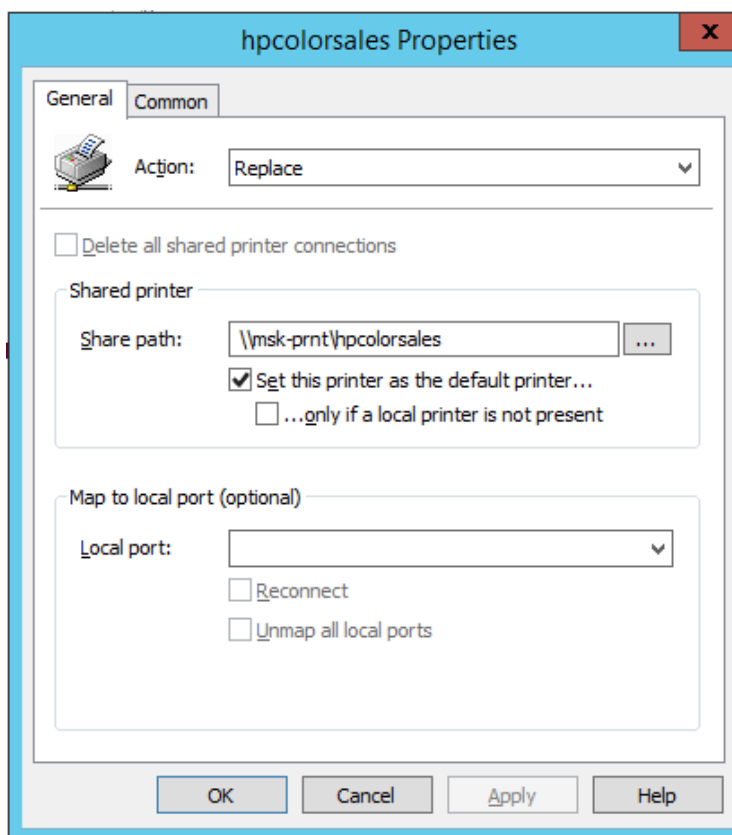 hpcolorsales Properties
x
General Common
Action: Replace
Delete all shared printer connections
Shared printer
Share path: \\msk-prnt\hpcolorsales ...
Set this printer as the default printer...
...only if a local printer is not present
Map to local port (optional)
Local port:
Reconnect
Unmap all local ports
OK Cancel Apply Help